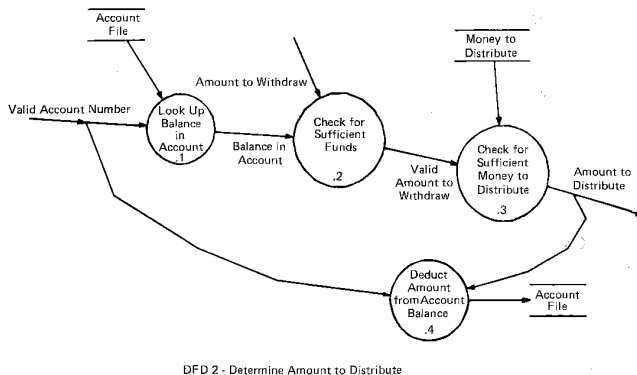 Account
File
Money to
Distribute
Amount to Withdraw
Valid Account Number
Look Up
Balance
in
Account
.1
Balance in
Account
Check for
Sufficient
Funds
.2
Valid
Amount to
Withdraw
Check for
Sufficient
Money to
Distribute
.3
Amount to
Distribute
Deduct
Amount
from Account
Balance
.4
Account
File
DFD 2 - Determine Amount to Distribute